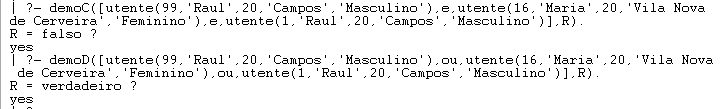 | ?- demoC([utente(99,'Raul',20,'Campos','Masculino'),e,utente(16,'Maria',20,'Vila Nova
de Cerveira','Feminino'),e,utente(1,'Raul',20,'Campos','Masculino')],R).
R = falso ?
yes
| ?- demoC([utente(99,'Raul',20,'Campos','Masculino'),ou,utente(16,'Maria',20,'Vila Nova
de Cerveira','Feminino'),ou,utente(1,'Raul',20,'Campos','Masculino')],R).
R = verdadeiro ?
yes